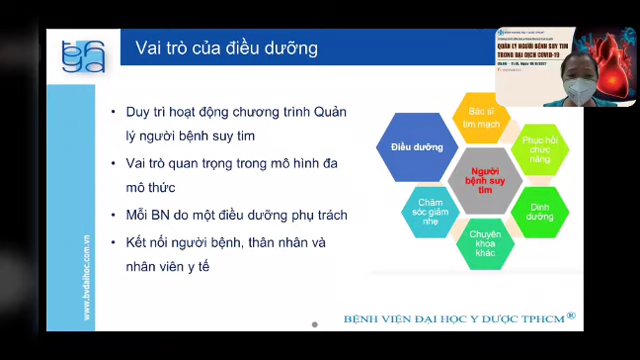 Vai trò của điều dưỡng
QUẢN LÝ NGƯỜI BỆNH SUY TIM
TRONG ĐẠI DỊCH COVID-19
• Duy trì hoạt động chương trình Quản
lý người bệnh suy tim
• Vai trò quan trọng trong mô hình đa
mô thức
• Mỗi BN do một điều dưỡng phụ trách
• Kết nối người bệnh, thân nhân và
nhân viên y tế
Bác sĩ
tim mạch
Điều dưỡng
Phục hồi
chức
năng
Người
bệnh suy
tim
Chăm
sóc giảm
nhẹ
Dinh
dưỡng
Chuyên
khoa
khác
www.bvdaihoc.com.vn
BỆNH VIỆN ĐẠI HỌC Y DƯỢC TPHCM®